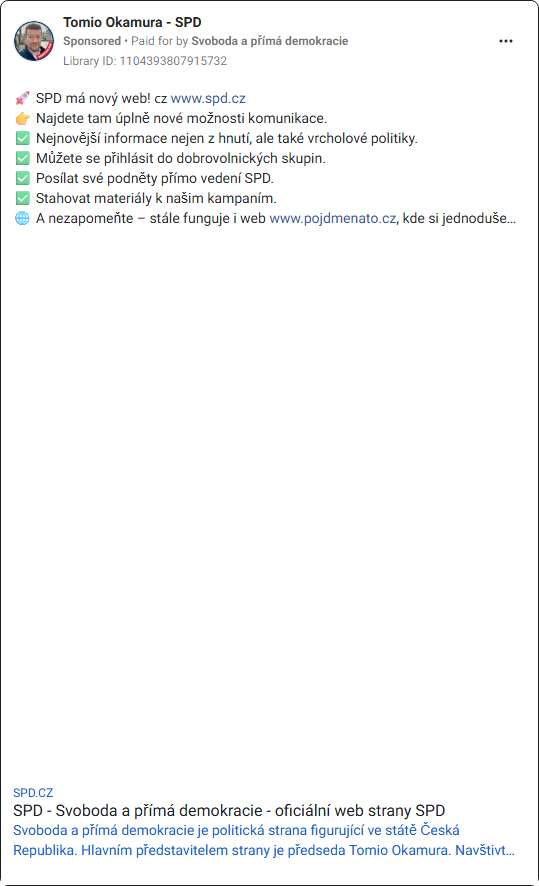 Tomio Okamura - SPD
Sponsored • Paid for by Svoboda a přímá demokracie
Library ID: 1104393807915732
🚀 SPD má nový web! cz www.spd.cz
👉 Najdete tam úplně nové možnosti komunikace.
✅ Nejnovější informace nejen z hnutí, ale také vrcholové politiky.
✅ Můžete se přihlásit do dobrovolnických skupin.
✅ Posílat své podněty přímo vedení SPD.
✅ Stahovat materiály k našim kampaním.
🌐 A nezapomeňte – stále funguje i web www.pojdmenato.cz, kde si jednoduše...
SPD.CZ
SPD - Svoboda a přímá demokracie - oficiální web strany SPD
Svoboda a přímá demokracie je politická strana figurující ve státě Česká
Republika. Hlavním představitelem strany je předseda Tomio Okamura. Navštivt...